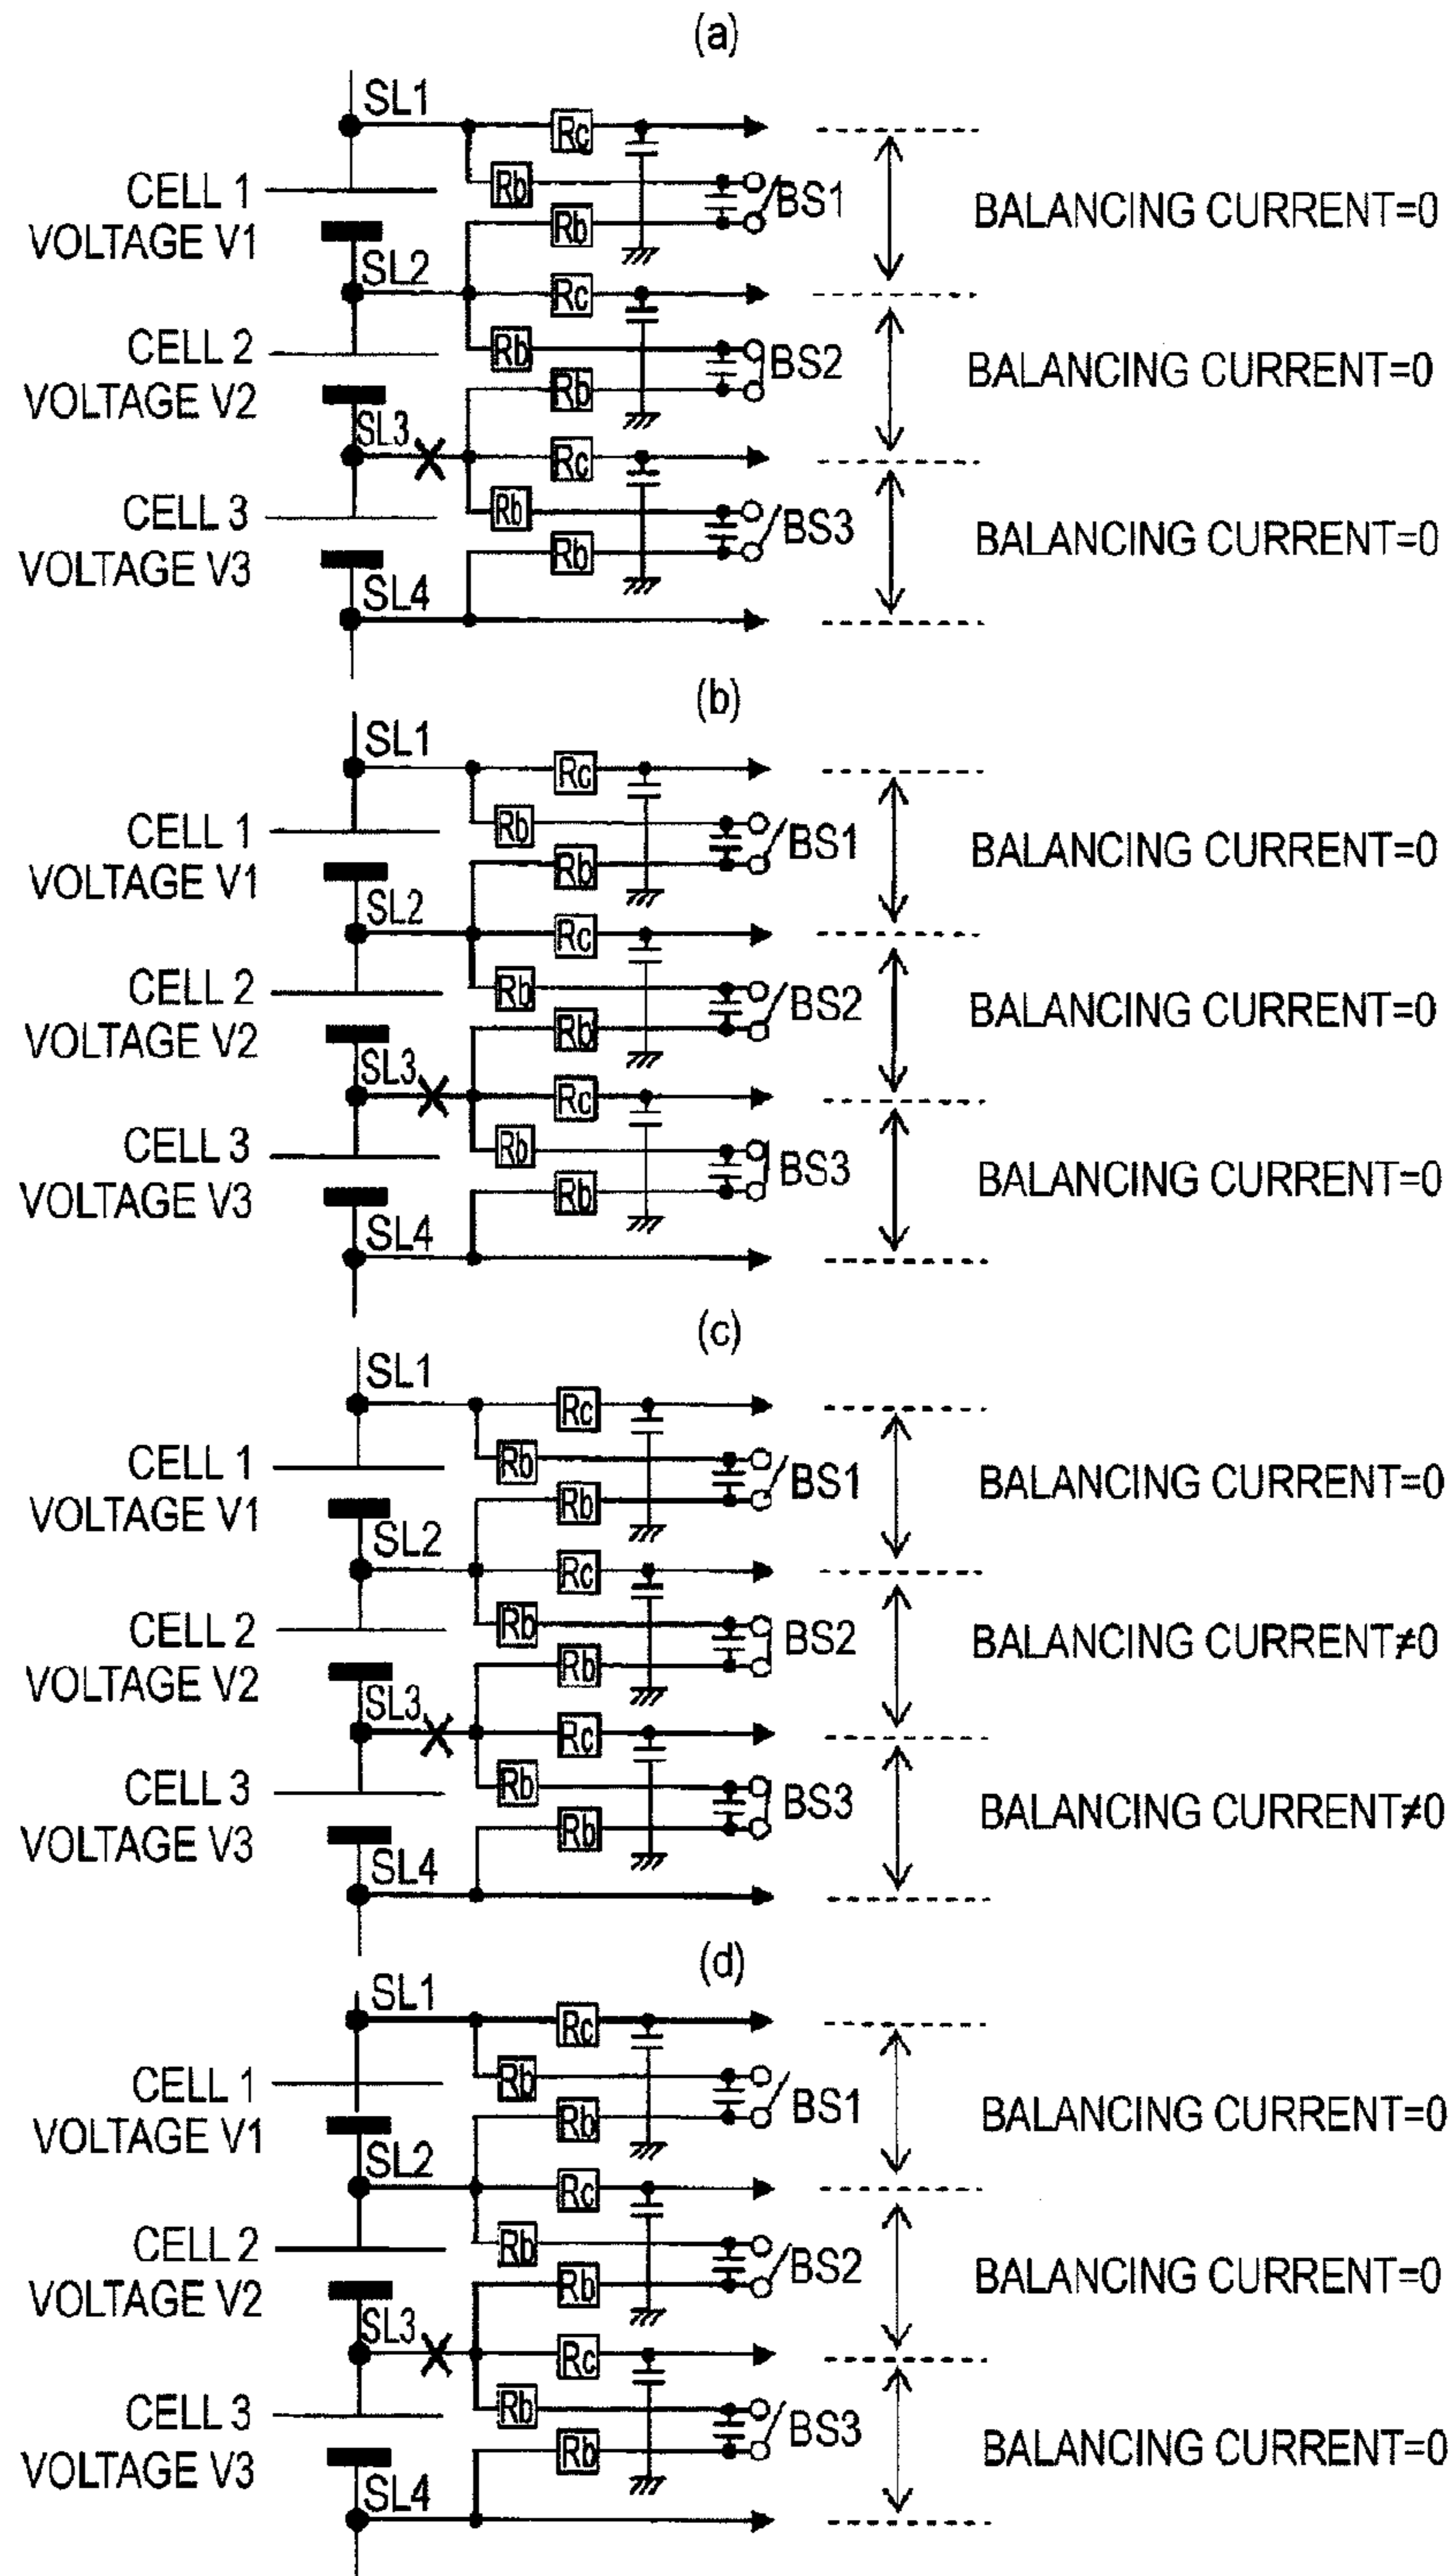 (a)
SL1
Rc
CELL 1
VOLTAGE V1
Rb
BS1
Rb
BALANCING CURRENT=0
SL2
Rc
CELL 2
VOLTAGE V2
Rb
BS2
Rb
BALANCING CURRENT=0
SL3
Rc
CELL 3
VOLTAGE V3
Rb
BS3
Rb
BALANCING CURRENT=0
SL4
(b)
SL1
Rc
CELL 1
VOLTAGE V1
Rb
BS1
Rb
BALANCING CURRENT=0
SL2
Rc
CELL 2
VOLTAGE V2
Rb
BS2
Rb
BALANCING CURRENT=0
SL3
Rc
CELL 3
VOLTAGE V3
Rb
BS3
Rb
BALANCING CURRENT=0
SL4
(c)
SL1
Rc
CELL 1
VOLTAGE V1
Rb
BS1
Rb
BALANCING CURRENT=0
SL2
Rc
CELL 2
VOLTAGE V2
Rb
BS2
Rb
BALANCING CURRENT≠0
SL3
Rc
CELL 3
VOLTAGE V3
Rb
BS3
Rb
BALANCING CURRENT≠0
SL4
(d)
SL1
Rc
CELL 1
VOLTAGE V1
Rb
BS1
Rb
BALANCING CURRENT=0
SL2
Rc
CELL 2
VOLTAGE V2
Rb
BS2
Rb
BALANCING CURRENT=0
SL3
Rc
CELL 3
VOLTAGE V3
Rb
BS3
Rb
BALANCING CURRENT=0
SL4